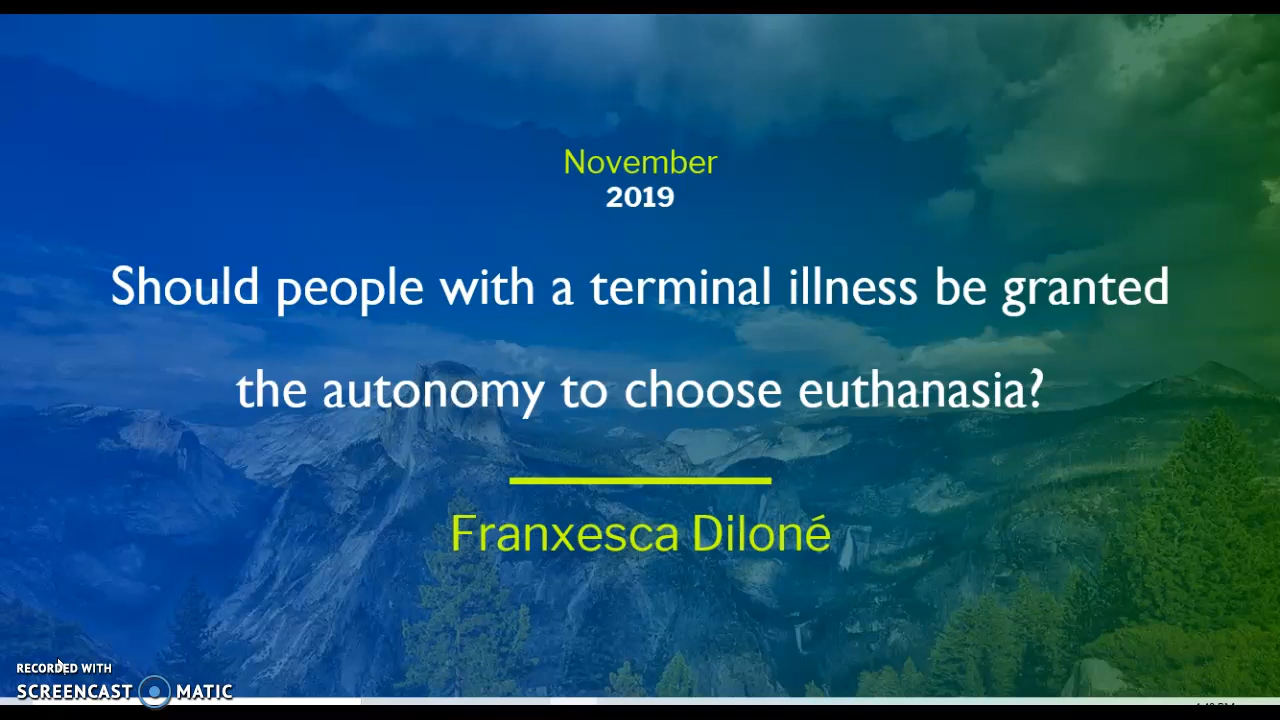 November
2019
Should people with a terminal illness be granted
the autonomy to choose euthanasia?
Franxesca Diloné
RECORDED WITH
SCREENCAST MATIC